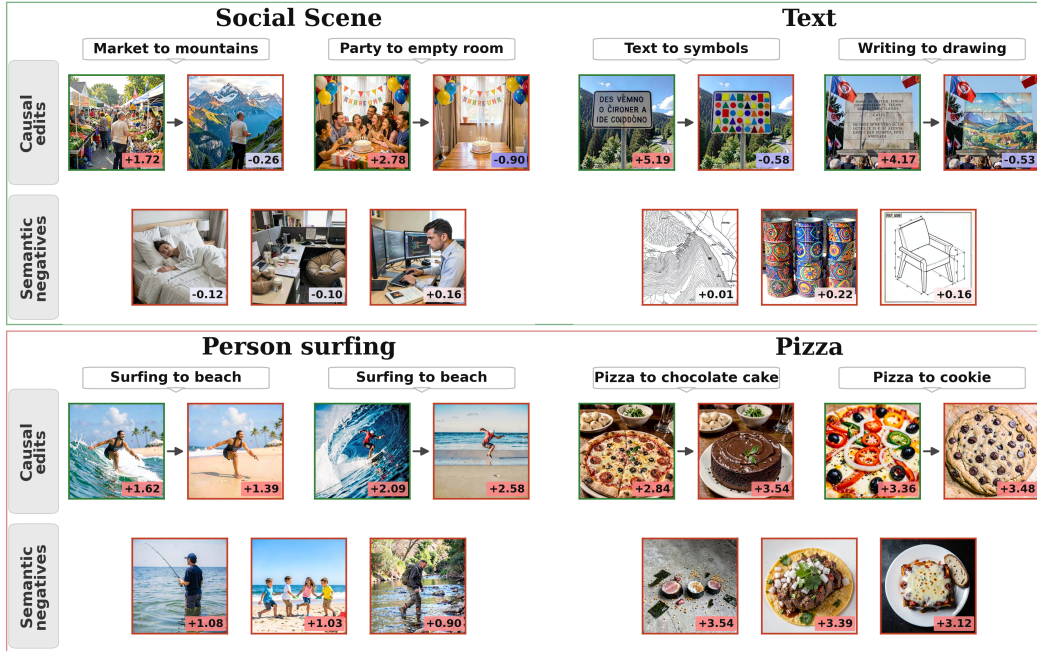 Social Scene
Text
Market to mountains
Party to empty room
Text to symbols
Writing to drawing
Causal
edits
DES VĒMNO
O ČIRONER A
IDE CODDÒNO
+1.72
-0.26
+2.78
-0.90
+5.19
-0.58
+4.17
-0.53
Semantic
negatives
-0.12
-0.10
+0.16
+0.01
+0.22
+0.16
Person surfing
Pizza
Surfing to beach
Surfing to beach
Pizza to chocolate cake
Pizza to cookie
Causal
edits
+1.62
+1.39
+2.09
+2.58
+2.84
+3.54
+3.36
+3.48
Semantic
negatives
+1.08
+1.03
+0.90
+3.54
+3.39
+3.12